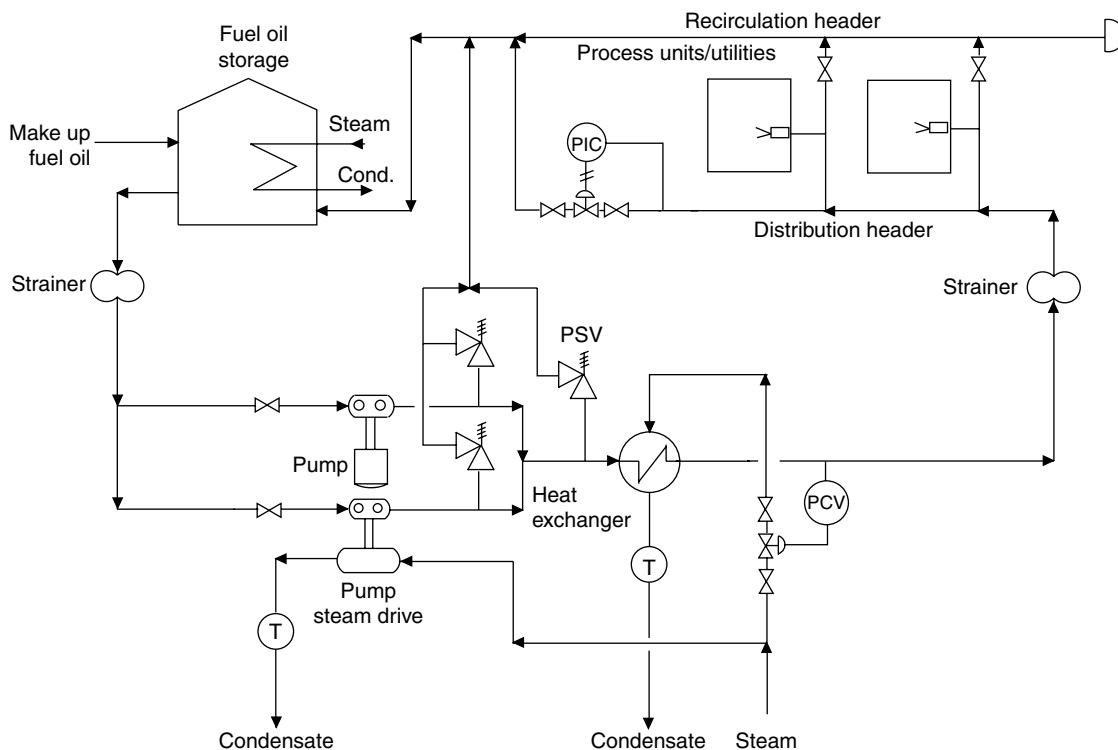 Recirculation header
Fuel oil
storage
Process units/utilities
Make up
fuel oil
Steam
Cond.
PIC
Distribution header
Strainer
Strainer
PSV
Pump
Heat
exchanger
PCV
T
Pump
steam drive
T
Condensate
Condensate
Steam